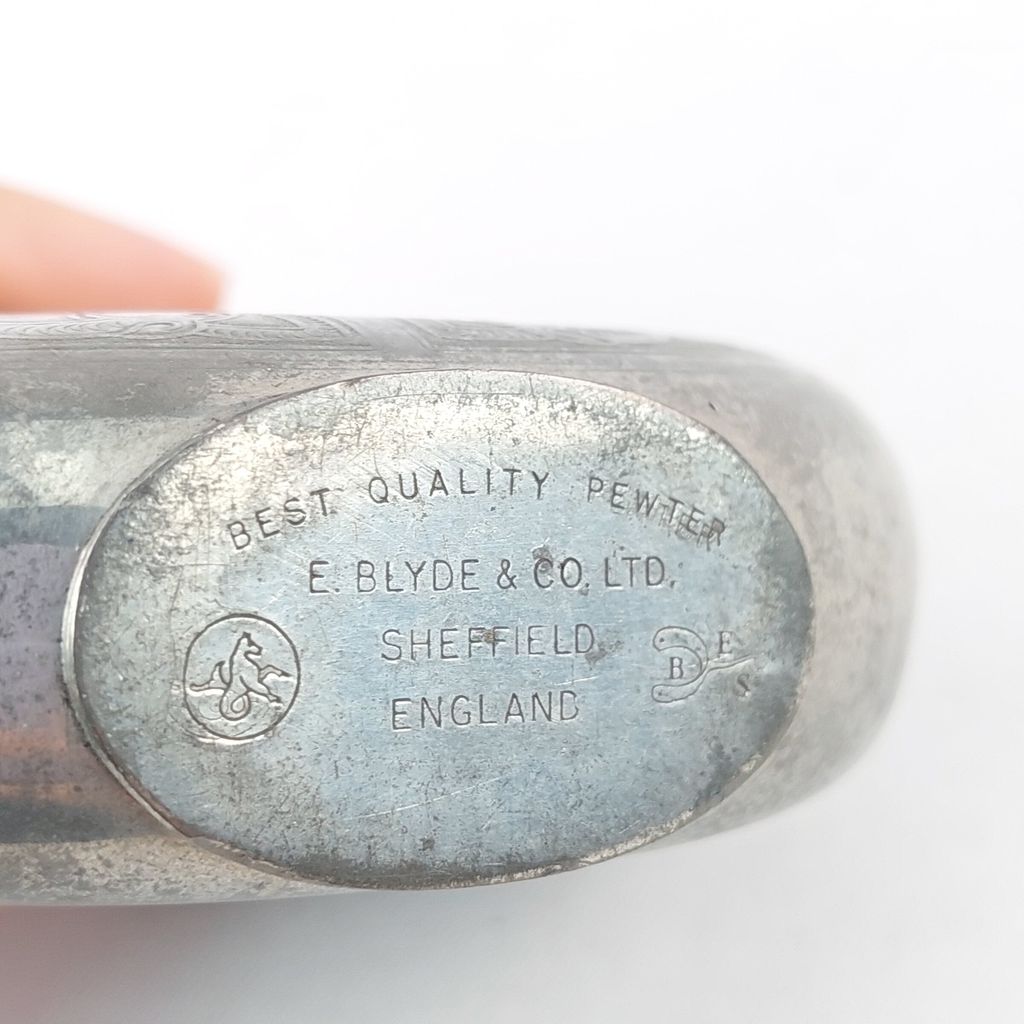 BEST QUALITY PEWTER
E. BLYDE & CO. LTD.
SHEFFIELD
ENGLAND
E
B
S